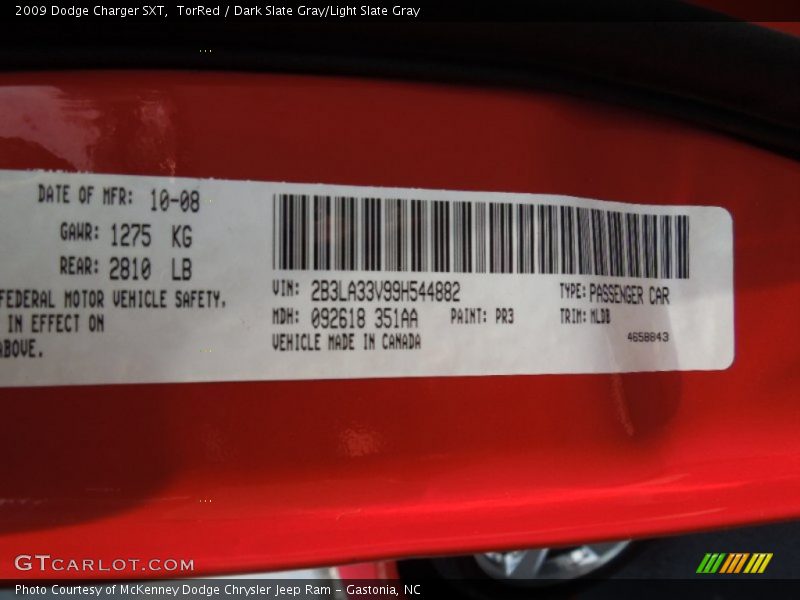 2009 Dodge Charger SXT,  TorRed / Dark Slate Gray/Light Slate Gray
DATE OF MFR: 10-08
GAWR: 1275 KG
REAR: 2810 LB
FEDERAL MOTOR VEHICLE SAFETY.
IN EFFECT ON
ABOVE.
VIN: 2B3LA33V99H544882
TYPE: PASSENGER CAR
MDH: 092618 351AA
PAINT: PR3
TRIM: MLDB
VEHICLE MADE IN CANADA
4658843
GTCARLOT.COM
Photo Courtesy of McKenney Dodge Chrysler Jeep Ram - Gastonia, NC